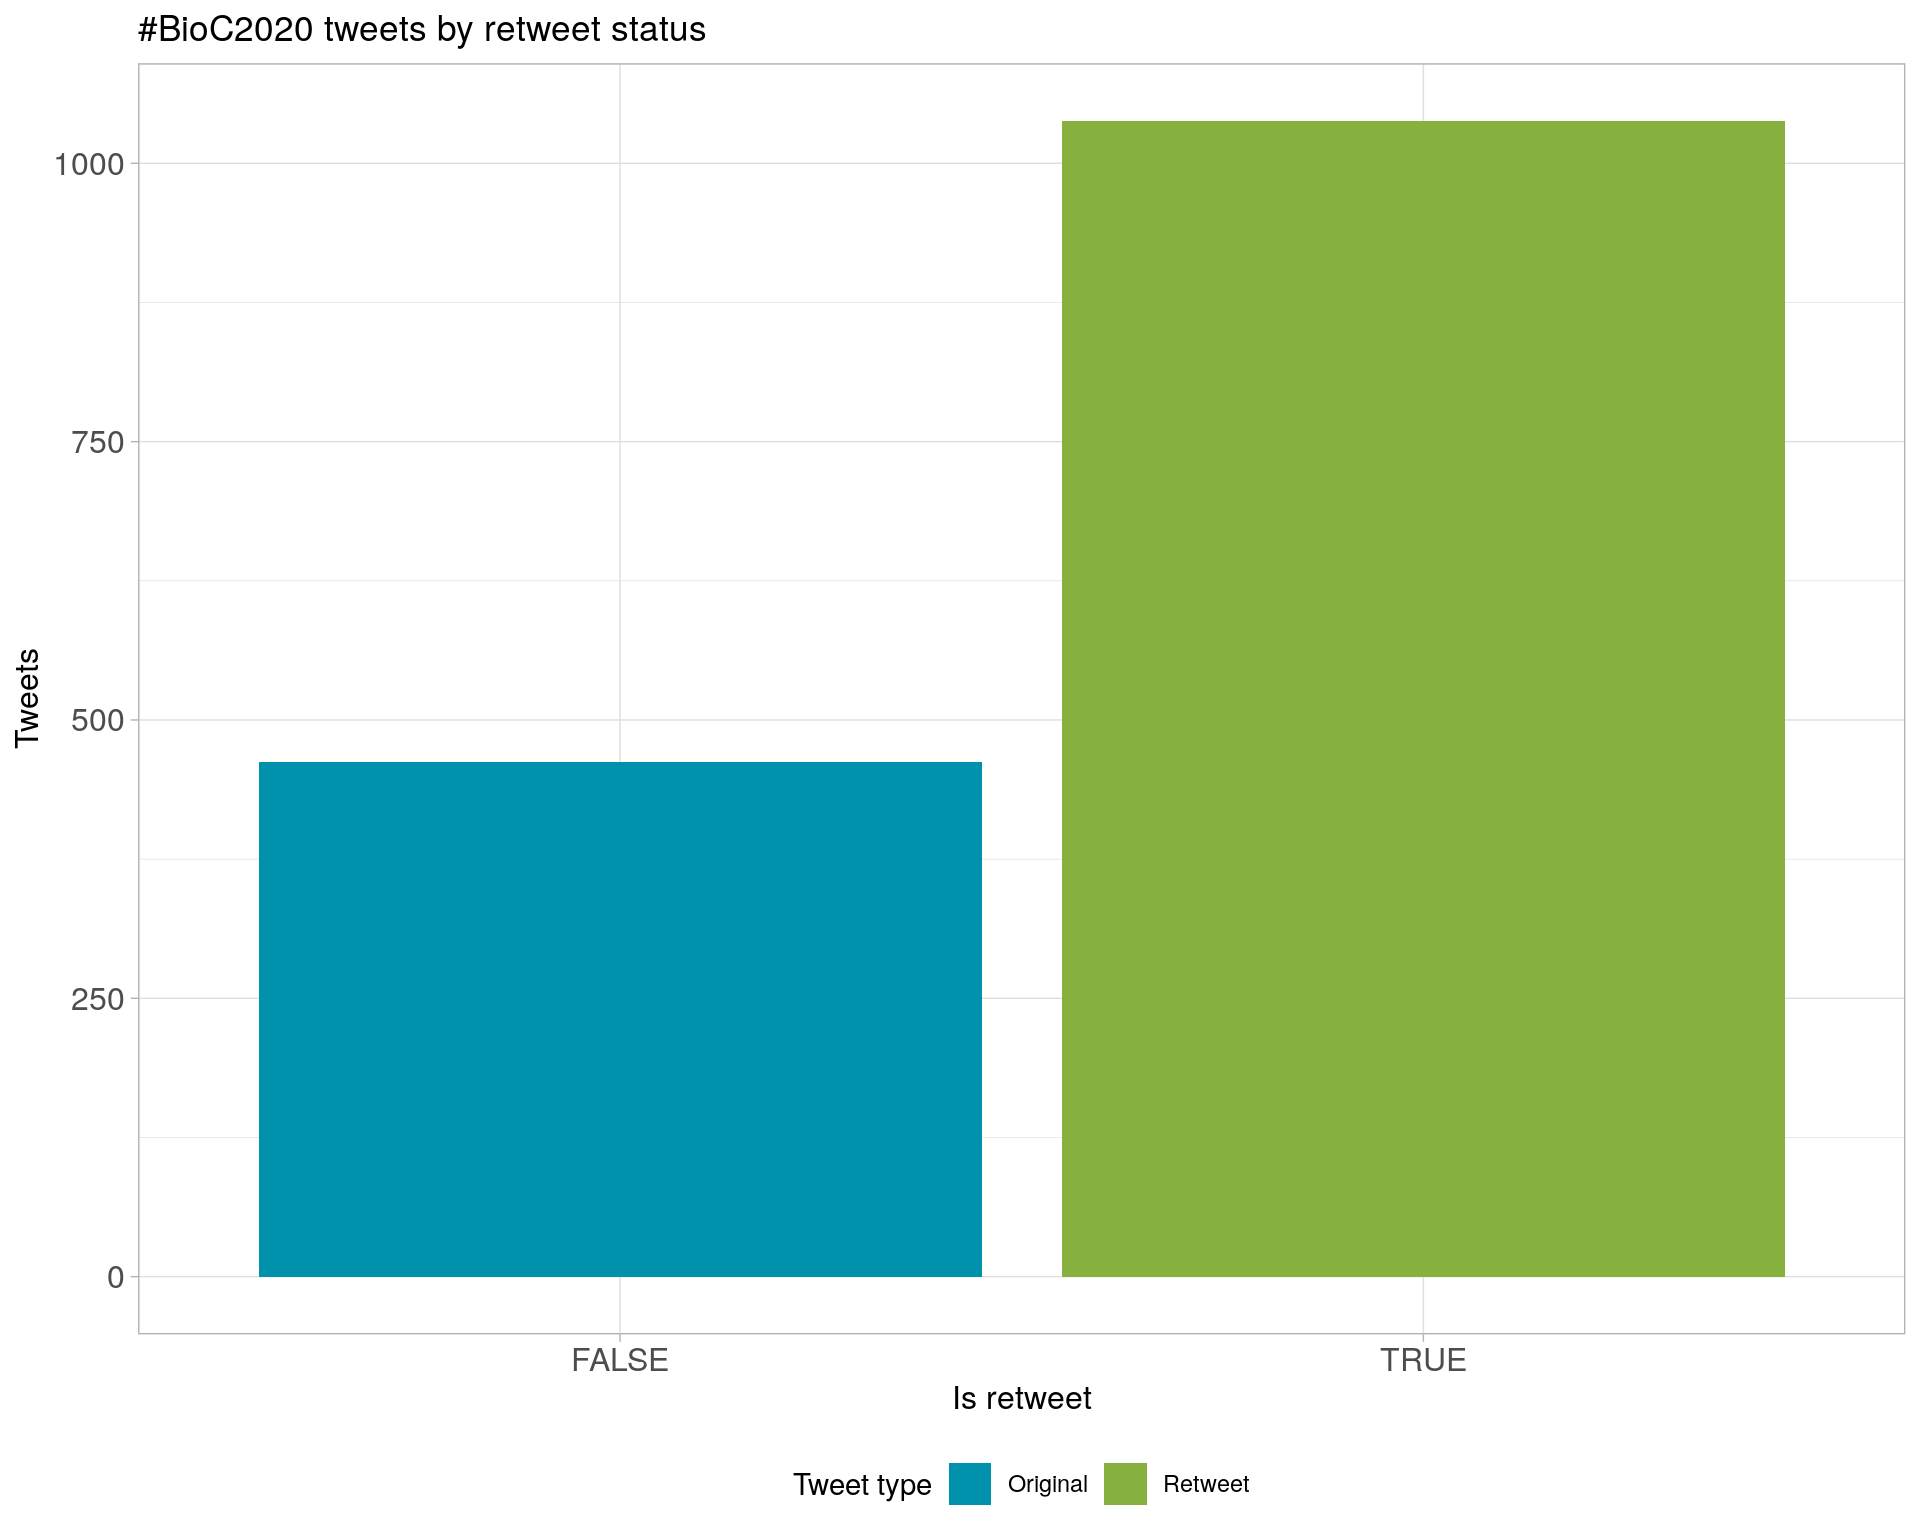 #BioC2020 tweets by retweet status
Tweets
1000
750
500
250
0
FALSE TRUE
Is retweet
Tweet type Original Retweet